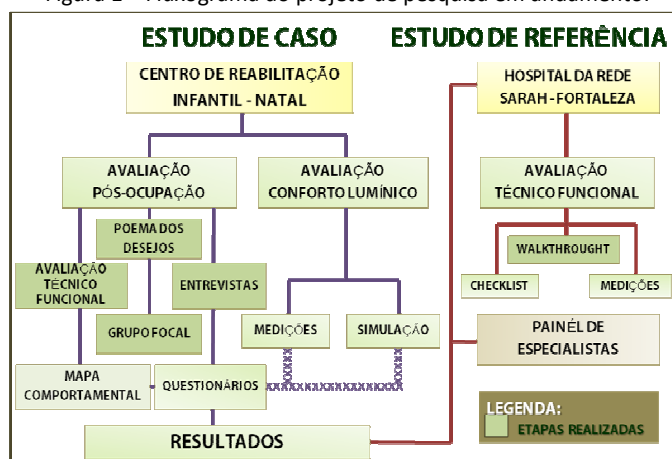 Figura 1 – Fluxograma do projeto de pesquisa em andamento.
ESTUDO DE CASO
ESTUDO DE REFERÊNCIA
CENTRO DE REABILITAÇÃO
INFANTIL - NATAL
HOSPITAL DA REDE
SARAH - FORTALEZA
AVALIAÇÃO
PÓS-OCUPAÇÃO
AVALIAÇÃO
CONFORTO LUMÍNICO
AVALIAÇÃO
TÉCNICO FUNCIONAL
POEMA DOS
DESEJOS
WALKTHROUGHT
AVALIAÇÃO
TÉCNICO
FUNCIONAL
ENTREVISTAS
CHECKLIST
MEDIÇÕES
GRUPO FOCAL
MEDIÇÕES
SIMULAÇÃO
PAINÉL DE
ESPECIALISTAS
MAPA
COMPORTAMENTAL
QUESTIONÁRIOS
RESULTADOS
LEGENDA:
ETAPAS REALIZADAS